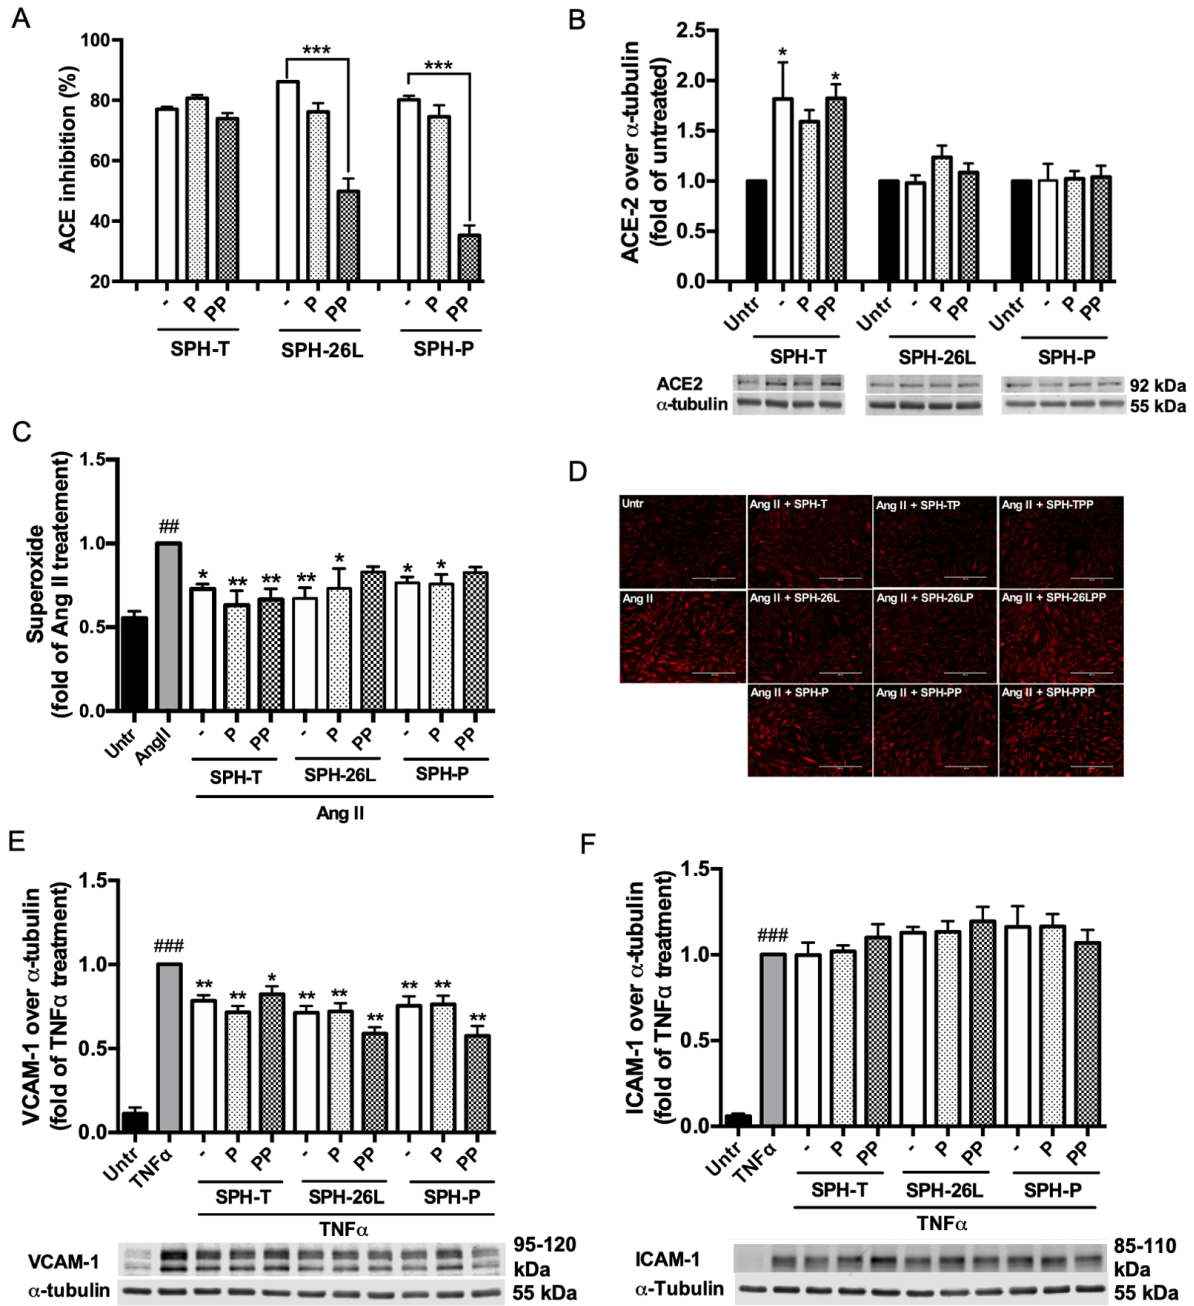 A
ACE inhibition (%)
100
80
60
40
20
***
***
- P PP - P PP - P PP
SPH-T SPH-26L SPH-P
B
ACE-2 over α-tubulin
(fold of untreated)
2.5
2.0
1.5
1.0
0.5
0.0
* *
Untr - P PP Untr - P PP Untr - P PP
SPH-T SPH-26L SPH-P
ACE2 92 kDa
α-tubulin 55 kDa
C
Superoxide
(fold of Ang II treatement)
1.5
1.0
0.5
0.0
##
* ** ** ** * * *
Untr AngII - P PP - P PP - P PP
SPH-T SPH-26L SPH-P
Ang II
D
Untr Ang II + SPH-T Ang II + SPH-TP Ang II + SPH-TPP
Ang II Ang II + SPH-26L Ang II + SPH-26LP Ang II + SPH-26LPP
Ang II + SPH-P Ang II + SPH-PP Ang II + SPH-PPP
E
VCAM-1 over α-tubulin
(fold of TNFα treatment)
1.5
1.0
0.5
0.0
###
** ** * ** ** ** ** ** **
Untr TNFα - P PP - P PP - P PP
SPH-T SPH-26L SPH-P
TNFα
VCAM-1 95-120 kDa
α-tubulin 55 kDa
F
ICAM-1 over α-tubulin
(fold of TNFα treatment)
1.5
1.0
0.5
0.0
###
Untr TNFα - P PP - P PP - P PP
SPH-T SPH-26L SPH-P
TNFα
ICAM-1 85-110 kDa
α-Tubulin 55 kDa